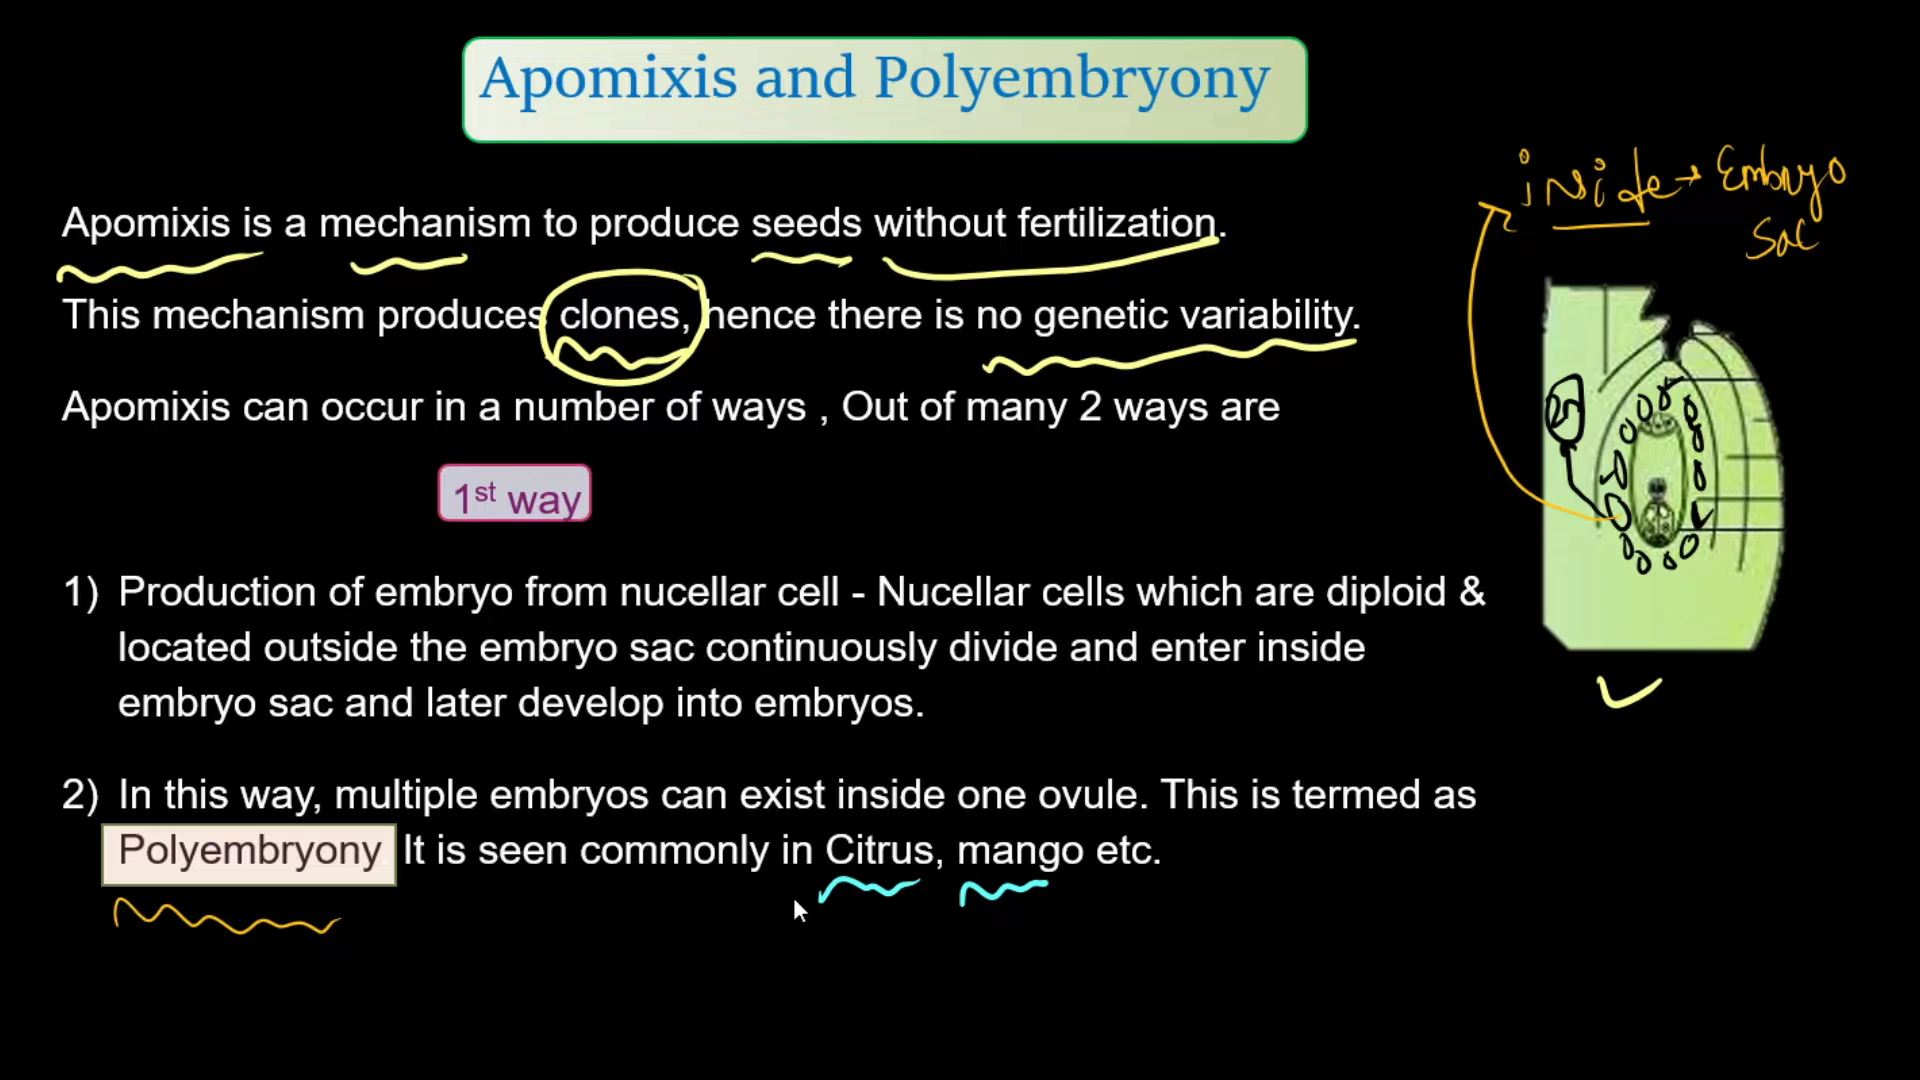 Apomixis and Polyembryony
Apomixis is a mechanism to produce seeds without fertilization.
This mechanism produces clones, hence there is no genetic variability.
Apomixis can occur in a number of ways , Out of many 2 ways are
1st way
1) Production of embryo from nucellar cell - Nucellar cells which are diploid &
located outside the embryo sac continuously divide and enter inside
embryo sac and later develop into embryos.
2) In this way, multiple embryos can exist inside one ovule. This is termed as
Polyembryony. It is seen commonly in Citrus, mango etc.
inside → Embryo
Sac
2n